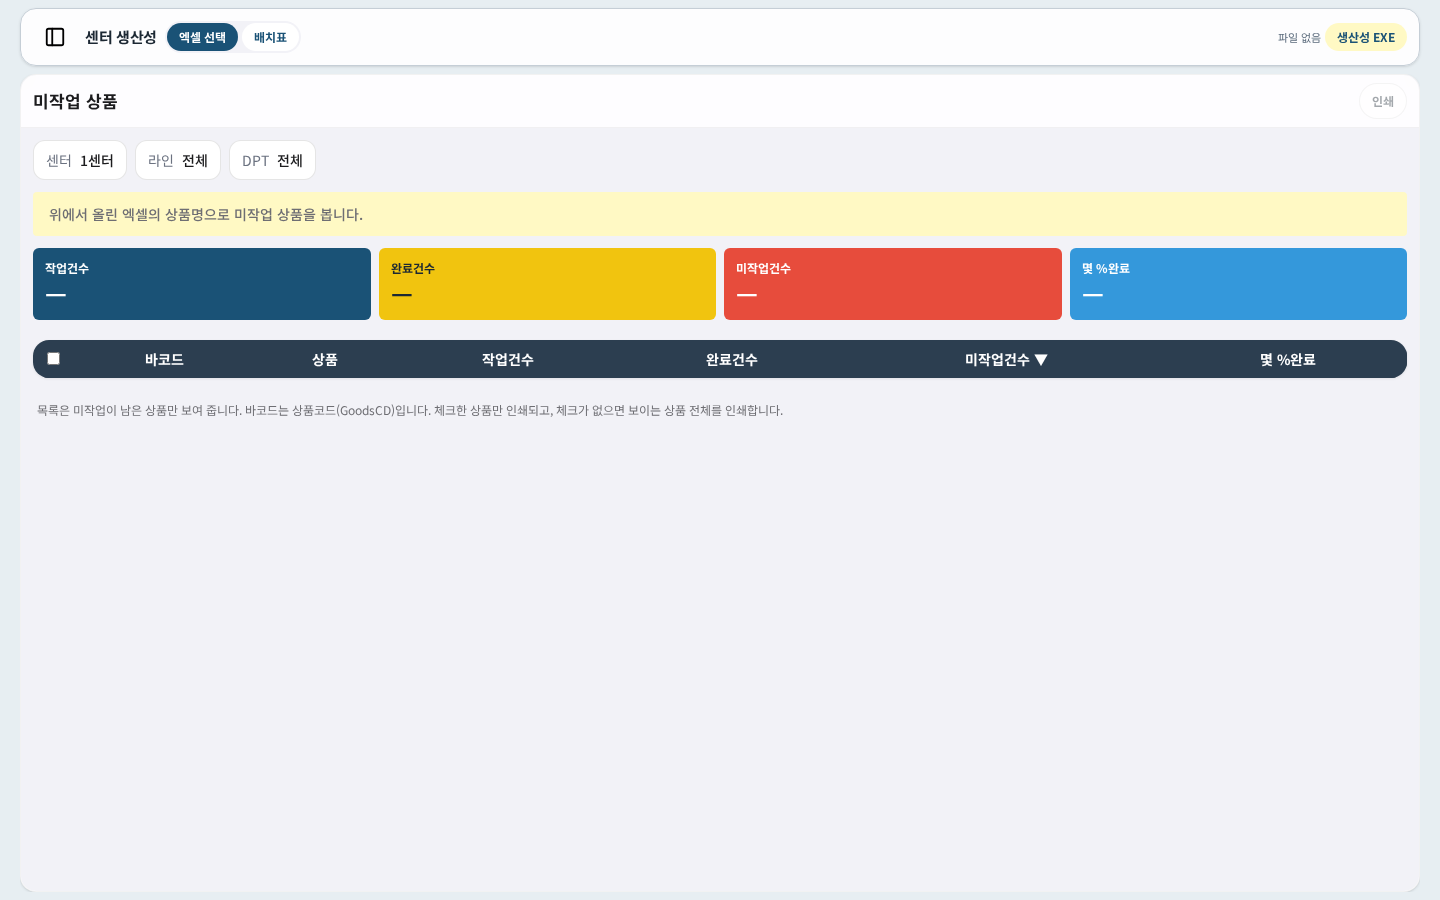 센터 생산성 엑셀 선택 배치표 파일 없음 생산성 EXE
미작업 상품 인쇄
센터 1센터 라인 전체 DPT 전체
위에서 올린 엑셀의 상품명으로 미작업 상품을 봅니다.
작업건수 완료건수 미작업건수 몇 %완료
— — — —
바코드 상품 작업건수 완료건수 미작업건수 ▼ 몇 %완료
목록은 미작업이 남은 상품만 보여 줍니다. 바코드는 상품코드(GoodsCD)입니다. 체크한 상품만 인쇄되고, 체크가 없으면 보이는 상품 전체를 인쇄합니다.